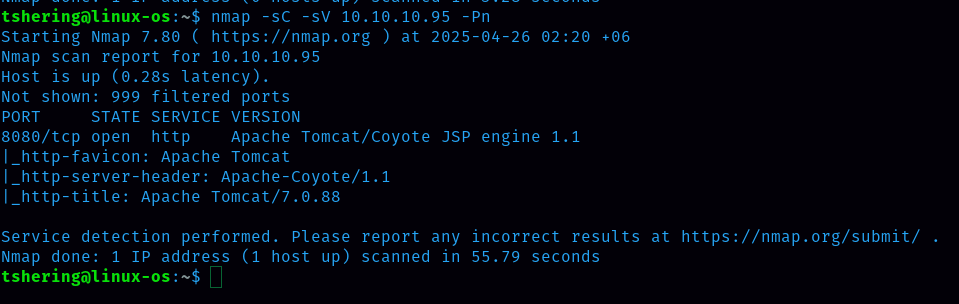 tshering@linux-os:~$ nmap -sC -sV 10.10.10.95 -Pn
Starting Nmap 7.80 ( https://nmap.org ) at 2025-04-26 02:20 +06
Nmap scan report for 10.10.10.95
Host is up (0.28s latency).
Not shown: 999 filtered ports
PORT     STATE SERVICE VERSION
8080/tcp open  http    Apache Tomcat/Coyote JSP engine 1.1
|_http-favicon: Apache Tomcat
|_http-server-header: Apache-Coyote/1.1
|_http-title: Apache Tomcat/7.0.88

Service detection performed. Please report any incorrect results at https://nmap.org/submit/ .
Nmap done: 1 IP address (1 host up) scanned in 55.79 seconds
tshering@linux-os:~$